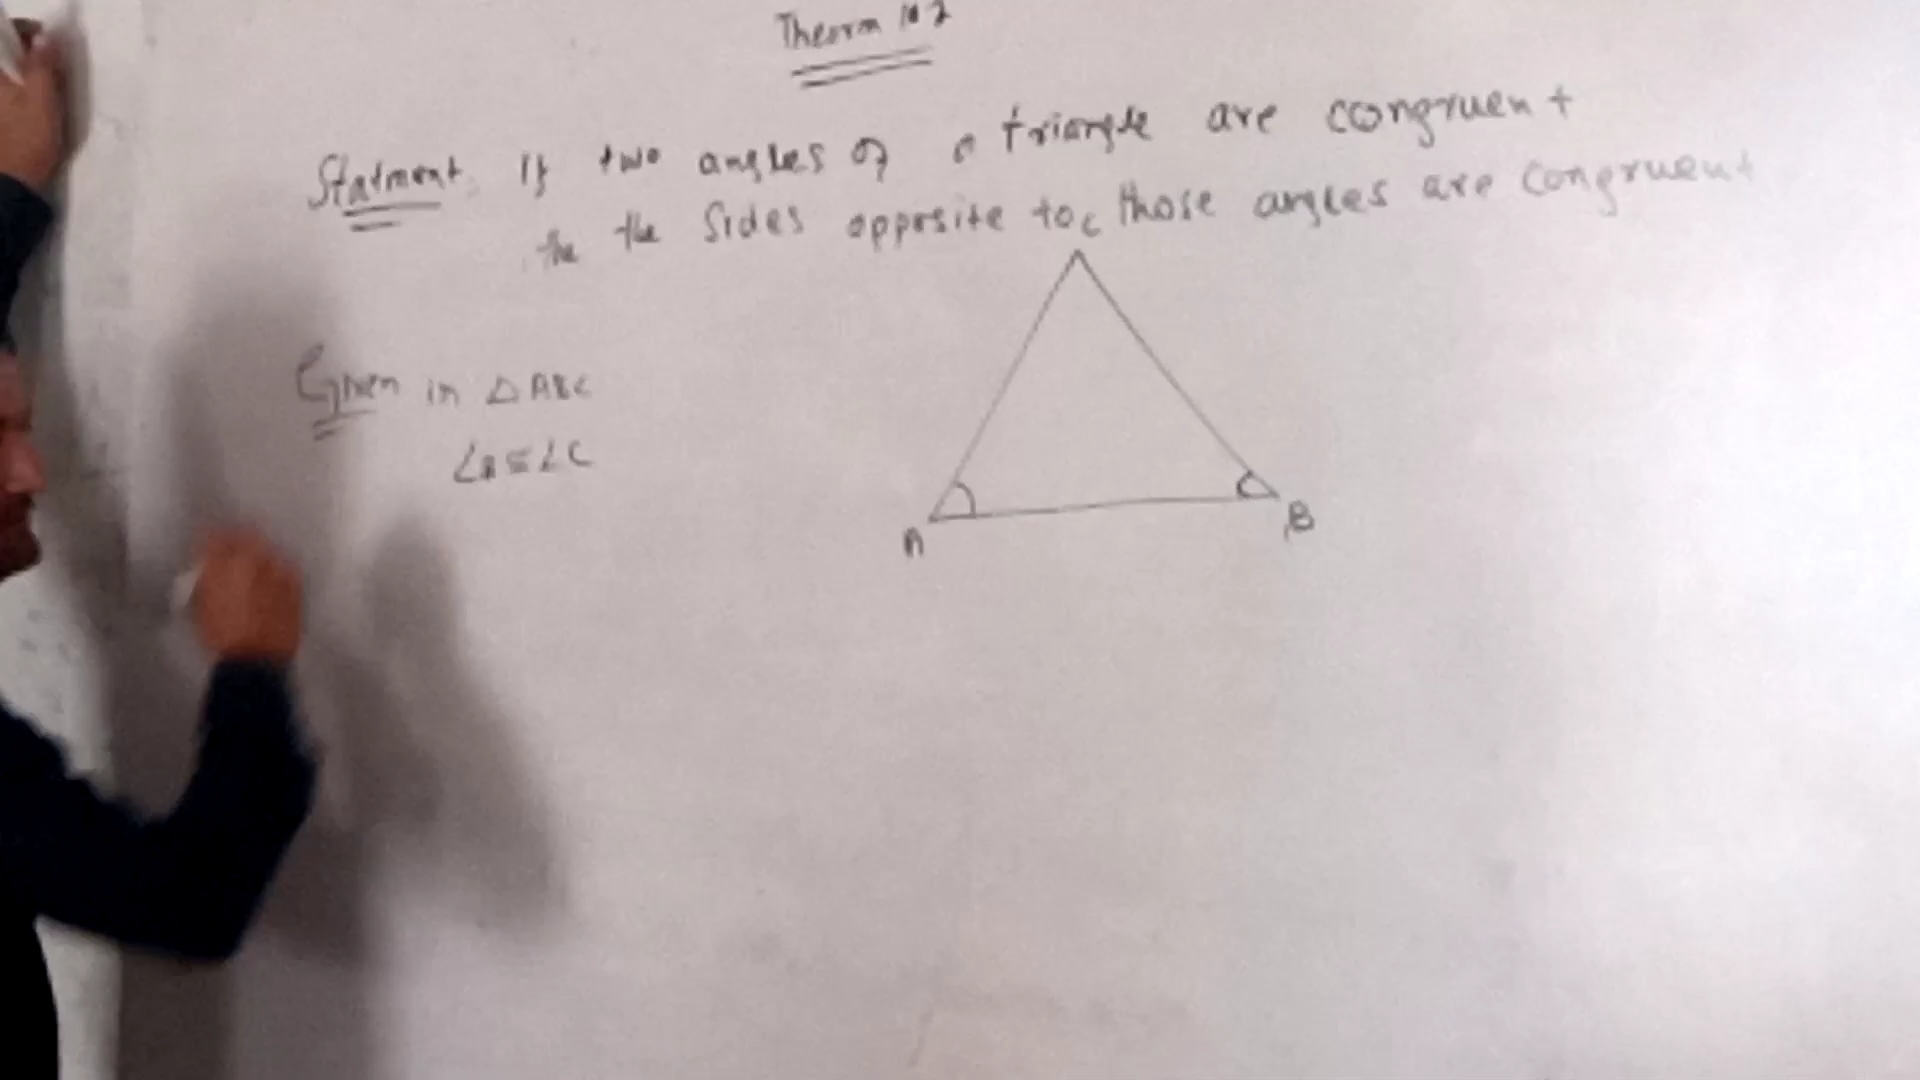 Theorm 10.2
Statment. If two angles of a triangle are congruent
the the Sides opposite to those angles are congruent
C
Given in △ABC
∠B ≅ ∠C
A
B